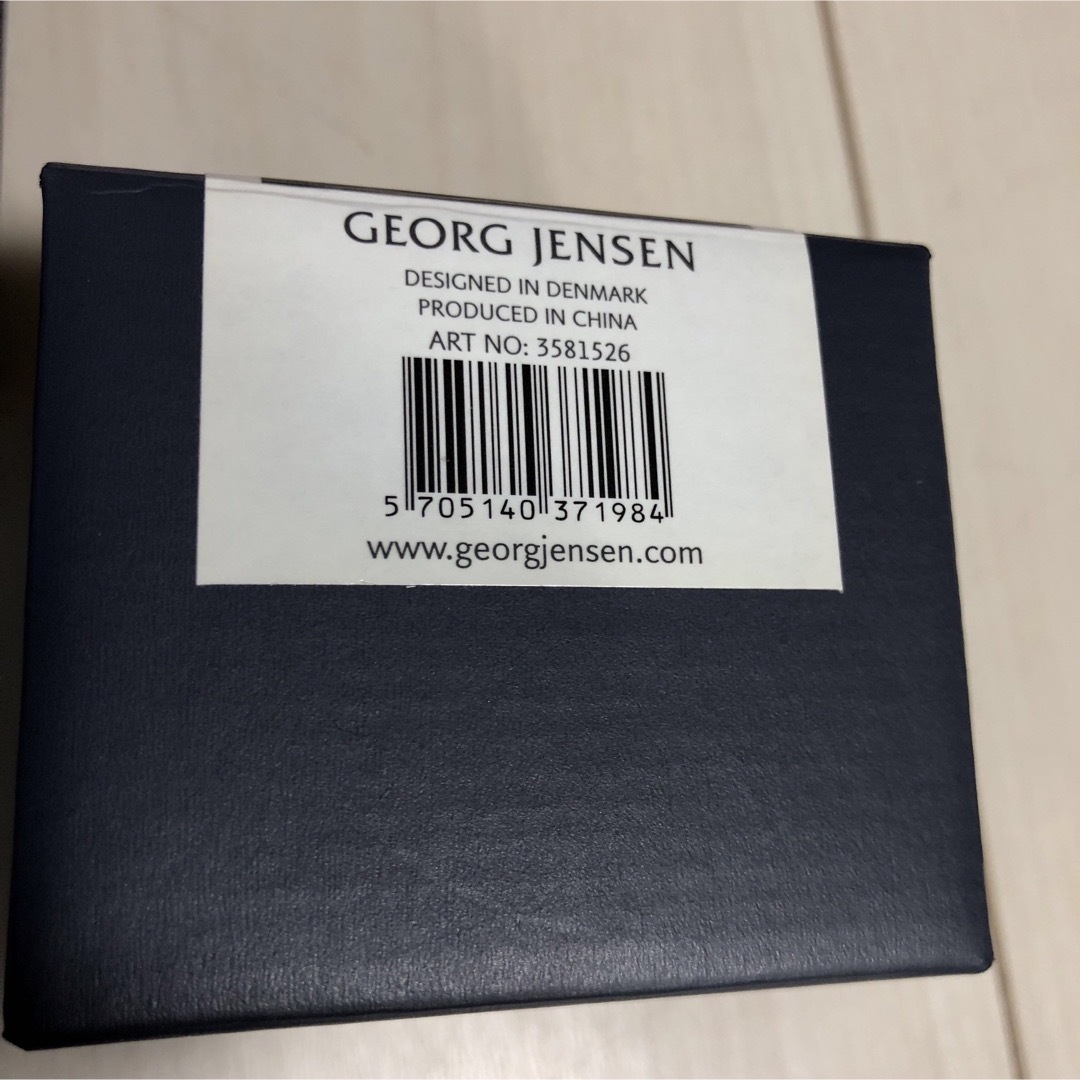 GEORG JENSEN
DESIGNED IN DENMARK
PRODUCED IN CHINA
ART NO: 3581526
5 705140 371984
www.georgjensen.com